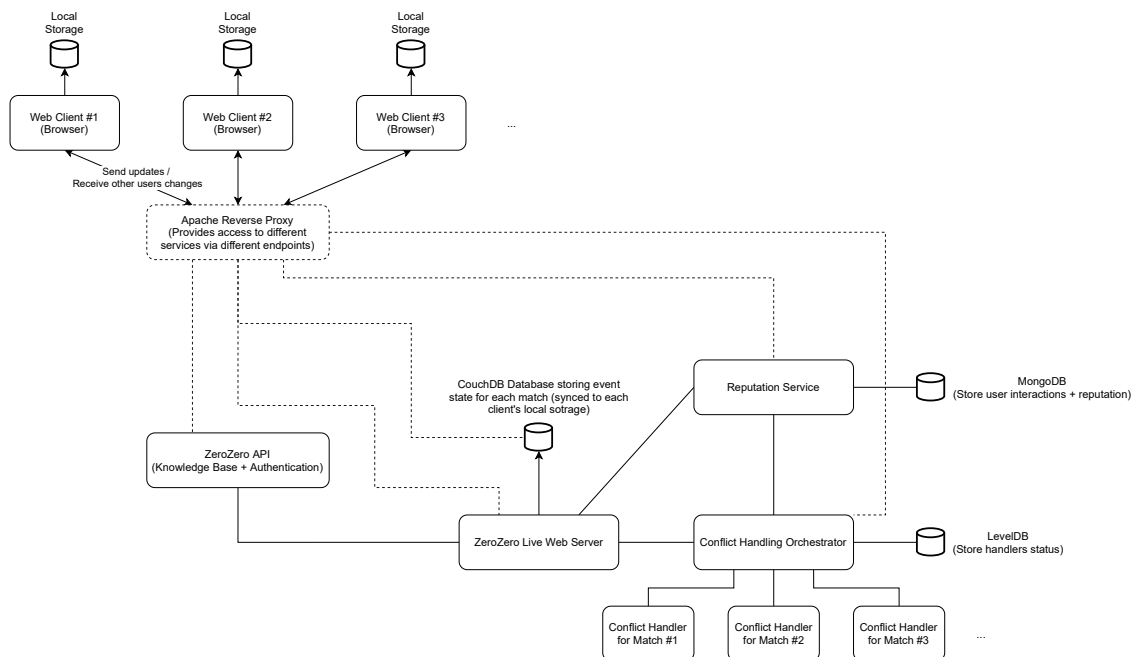 Local
Storage
Local
Storage
Local
Storage
Web Client #1
(Browser)
Web Client #2
(Browser)
Web Client #3
(Browser)
...
Send updates /
Receive other users changes
Apache Reverse Proxy
(Provides access to different
services via different endpoints)
CouchDB Database storing event
state for each match (synced to each
client's local sotrage)
Reputation Service
MongoDB
(Store user interactions + reputation)
ZeroZero API
(Knowledge Base + Authentication)
ZeroZero Live Web Server
Conflict Handling Orchestrator
LevelDB
(Store handlers status)
Conflict Handler
for Match #1
Conflict Handler
for Match #2
Conflict Handler
for Match #3
...